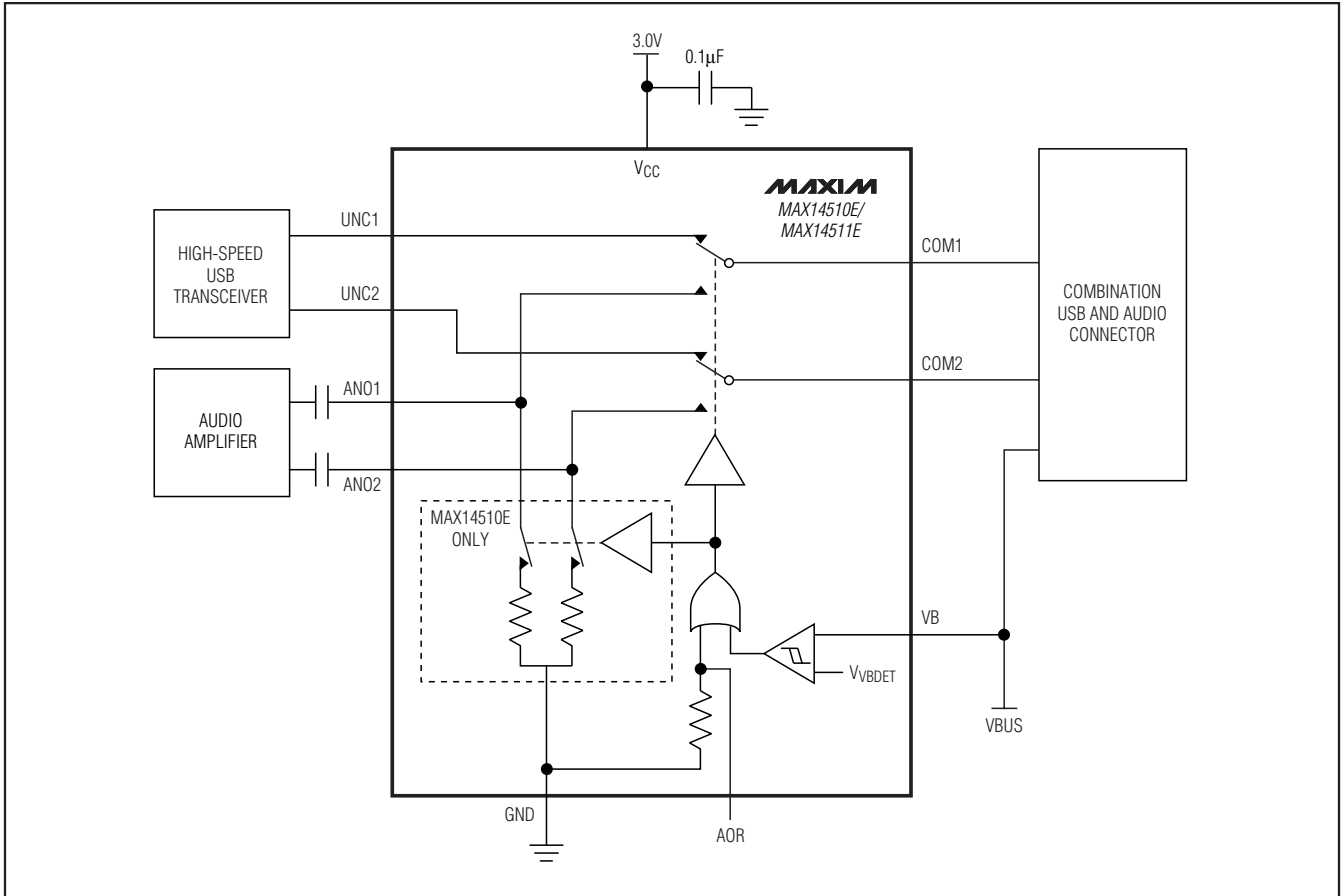 3.0V
0.1µF
VCC
MAXIM
MAX14510E/
MAX14511E
HIGH-SPEED
USB
TRANSCEIVER
UNC1
UNC2
COM1
COM2
COMBINATION
USB AND AUDIO
CONNECTOR
AUDIO
AMPLIFIER
ANO1
ANO2
MAX14510E
ONLY
VB
VVBDET
VBUS
GND
AOR